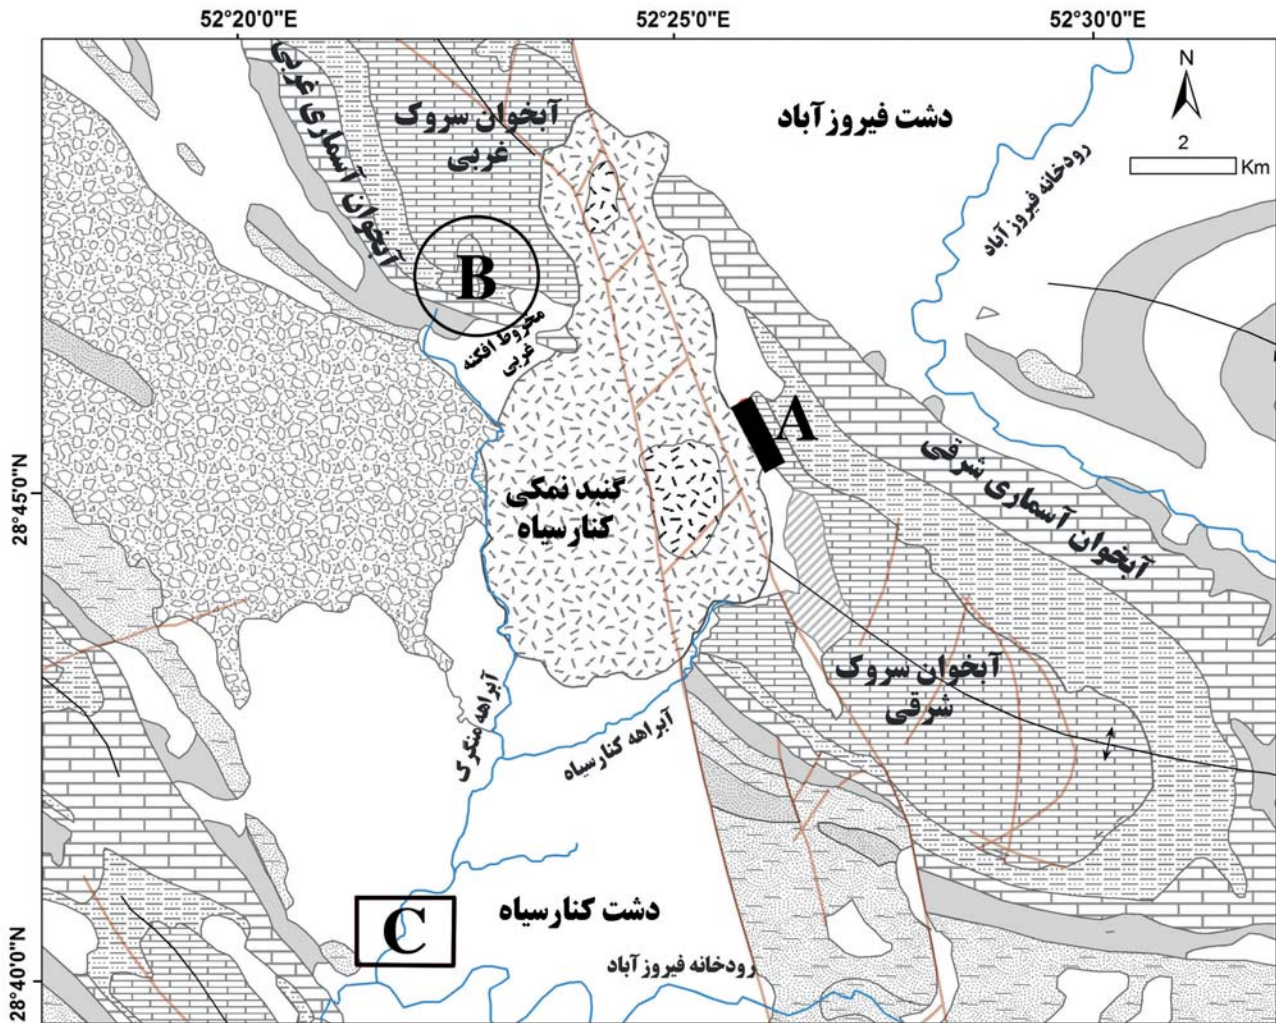 52°20'0"E
52°25'0"E
52°30'0"E
N
2
Km
دشت فیروزآباد
رودخانه فیروزآباد
آبخوان سروک
غربی
آبخوان آسماری غربی
B
مخروط افکنه
غربی
A
28°45'0"N
گنبد نمکی
کنارسیاه
آبخوان آسماری شرقی
آبخوان سروک
شرقی
آبراهه منگرک
آبراهه کنارسیاه
C
دشت کنارسیاه
رودخانه فیروزآباد
28°40'0"N